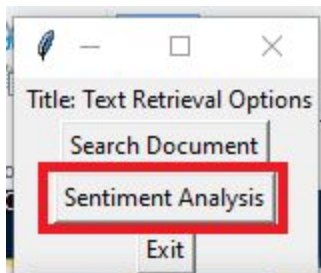 Title: Text Retrieval Options
Search Document
Sentiment Analysis
Exit